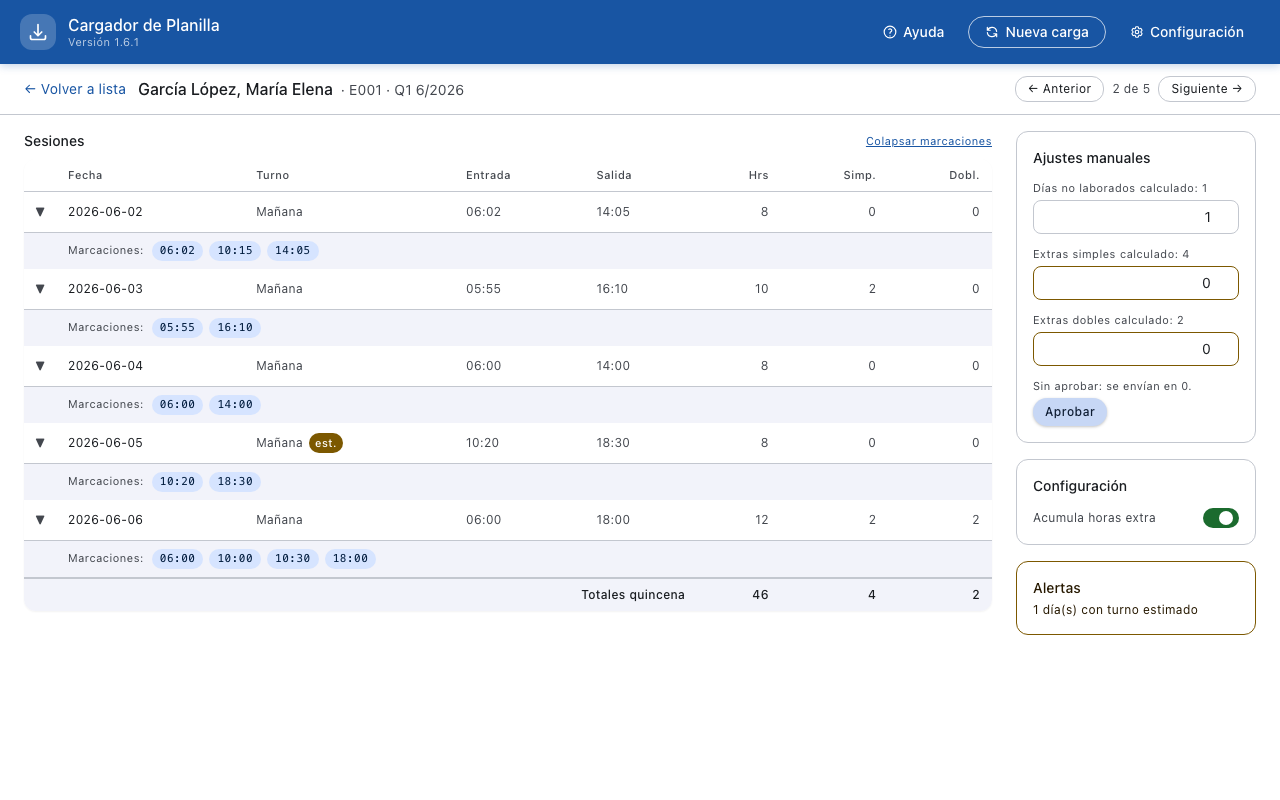 Cargador de Planilla
Versión 1.6.1
Ayuda
Nueva carga
Configuración
← Volver a lista García López, María Elena · E001 · Q1 6/2026
← Anterior 2 de 5 Siguiente →
Sesiones
Colapsar marcaciones
Fecha Turno Entrada Salida Hrs Simp. Dobl.
▼ 2026-06-02 Mañana 06:02 14:05 8 0 0
Marcaciones: 06:02 10:15 14:05
▼ 2026-06-03 Mañana 05:55 16:10 10 2 0
Marcaciones: 05:55 16:10
▼ 2026-06-04 Mañana 06:00 14:00 8 0 0
Marcaciones: 06:00 14:00
▼ 2026-06-05 Mañana est. 10:20 18:30 8 0 0
Marcaciones: 10:20 18:30
▼ 2026-06-06 Mañana 06:00 18:00 12 2 2
Marcaciones: 06:00 10:00 10:30 18:00
Totales quincena 46 4 2
Ajustes manuales
Días no laborados calculado: 1
1
Extras simples calculado: 4
0
Extras dobles calculado: 2
0
Sin aprobar: se envían en 0.
Aprobar
Configuración
Acumula horas extra
Alertas
1 día(s) con turno estimado